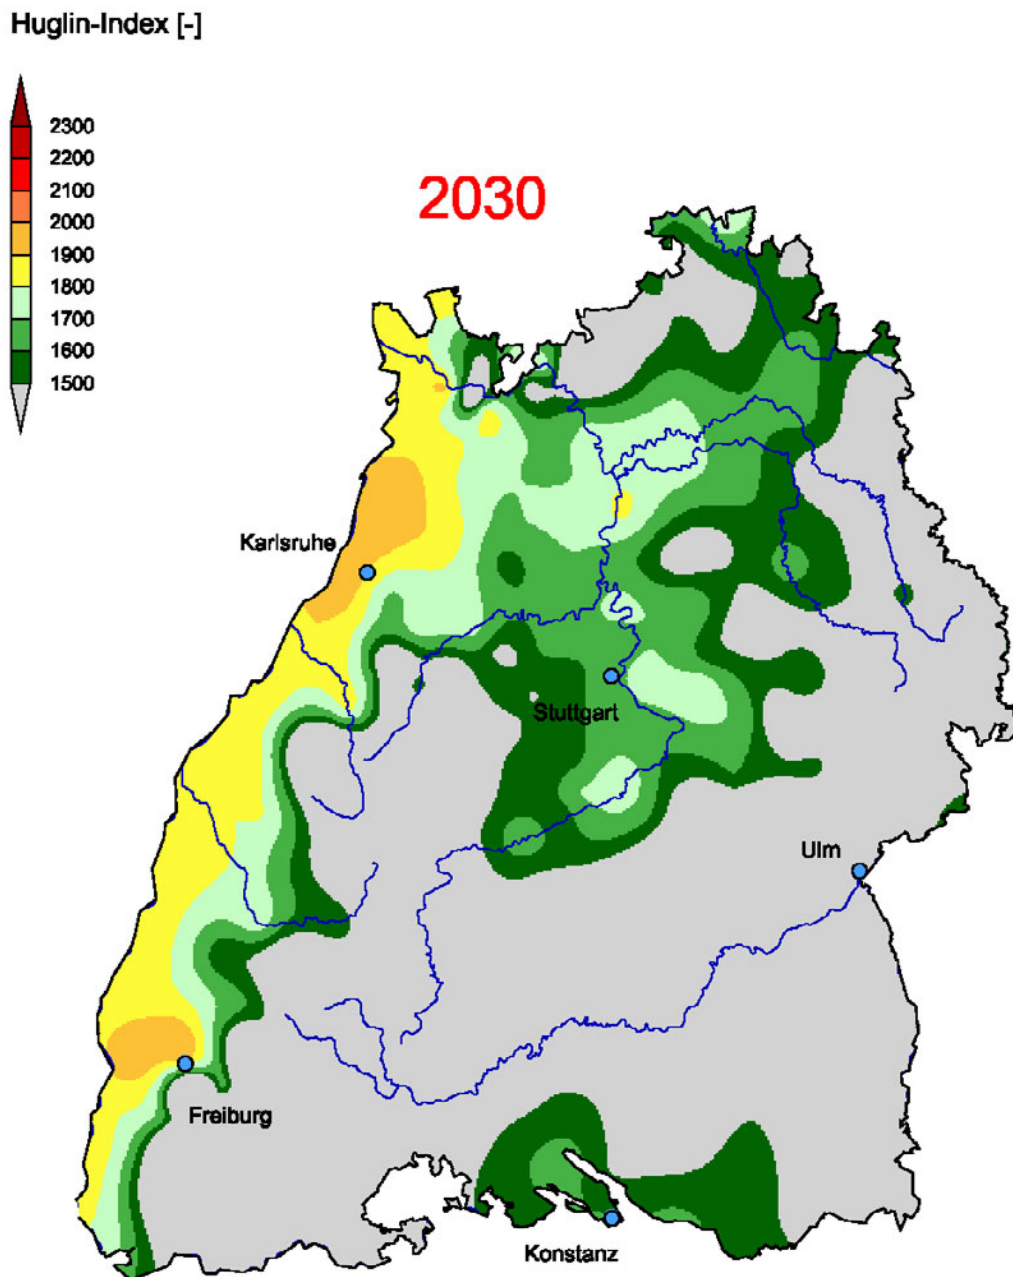 Huglin-Index [-]
2300
2200
2100
2000
1900
1800
1700
1600
1500
2030
Karlsruhe
Stuttgart
Ulm
Freiburg
Konstanz